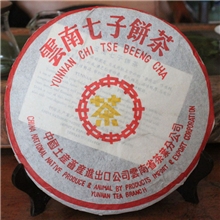 雲南七子餅茶
YUNNAN CHI TSE BEENG CHA
茶
中國土產畜產進出口公司雲南省茶葉分公司
CHINA NATIONAL PRODUCE & ANIMAL BY-PRODUCTS IMPORT & EXPORT CORPORATION
YUNNAN TEA BRANCH